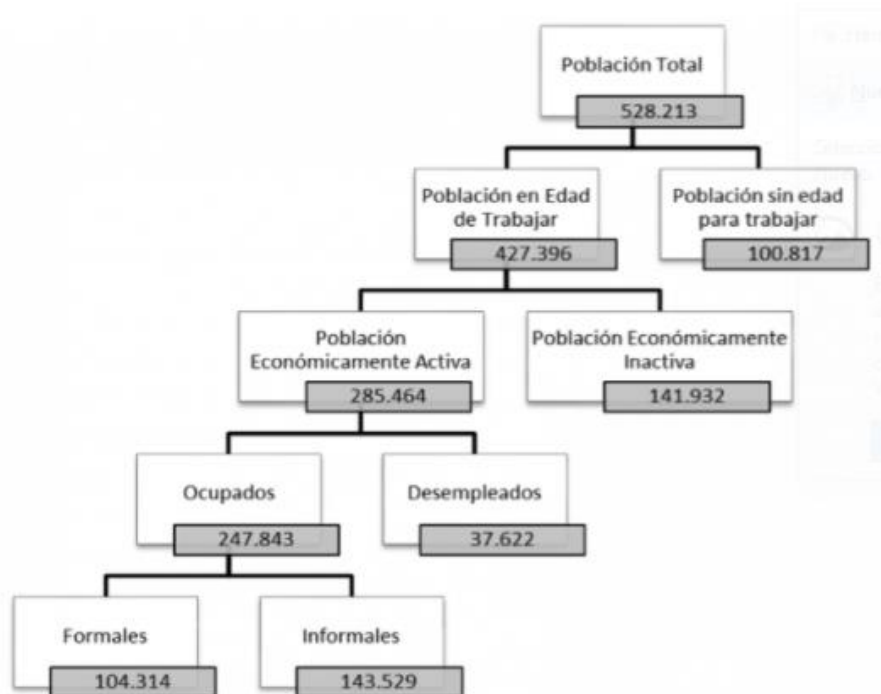 Población Total
528.213
Población en Edad
de Trabajar
427.396
Población sin edad
para trabajar
100.817
Población
Económicamente Activa
285.464
Población Económicamente
Inactiva
141.932
Ocupados
247.843
Desempleados
37.622
Formales
104.314
Informales
143.529